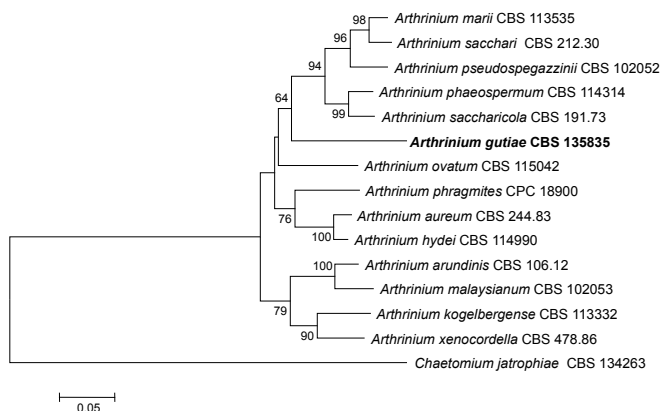 Arthrinium marii CBS 113535
98
Arthrinium sacchari CBS 212.30
96
Arthrinium pseudospegazzinii CBS 102052
94
Arthrinium phaeospermum CBS 114314
99
Arthrinium saccharicola CBS 191.73
64
Arthrinium gutiae CBS 135835
Arthrinium ovatum CBS 115042
Arthrinium phragmites CPC 18900
76
Arthrinium aureum CBS 244.83
100
Arthrinium hydei CBS 114990
Arthrinium arundinis CBS 106.12
100
Arthrinium malaysianum CBS 102053
79
Arthrinium kogelbergense CBS 113332
90
Arthrinium xenocordella CBS 478.86
Chaetomium jatrophiae CBS 134263
0.05